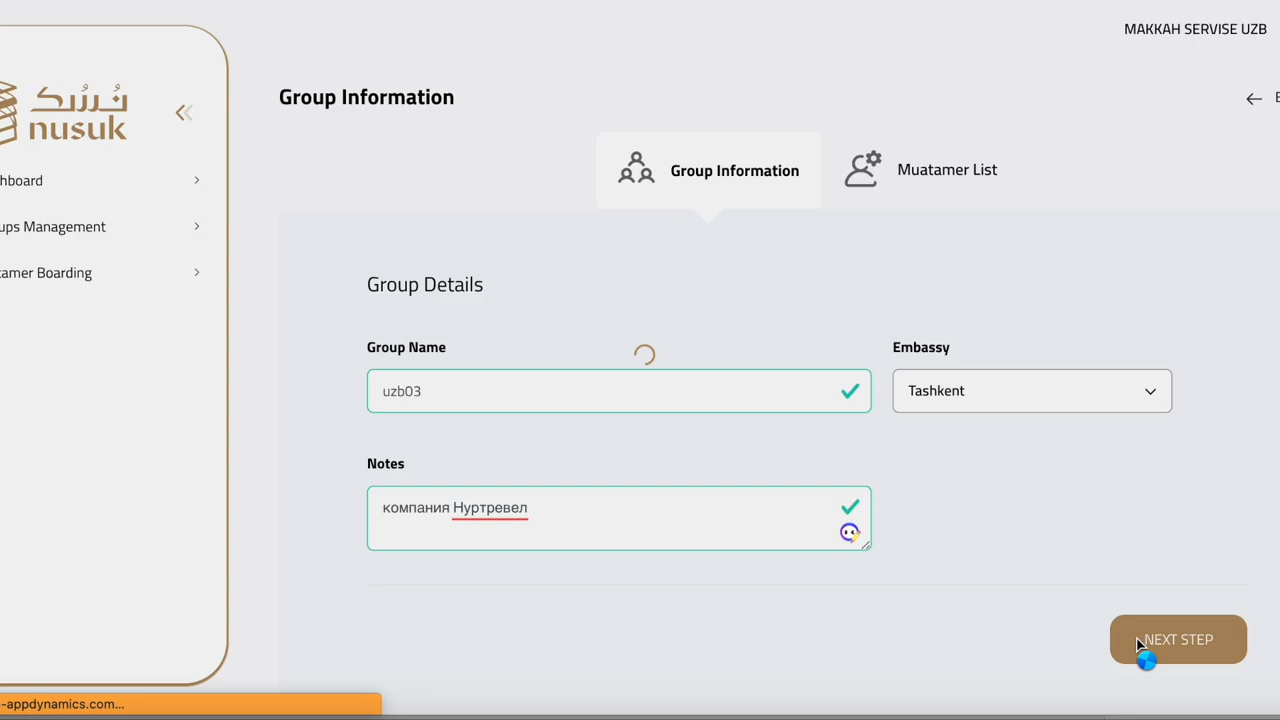 MAKKAH SERVISE UZB
نُسُك
nusuk
Group Information
Group Information
Muatamer List
hboard
ups Management
tamer Boarding
Group Details
Group Name
Embassy
uzb03
Tashkent
Notes
компания Нуртревел
NEXT STEP
-appdynamics.com...